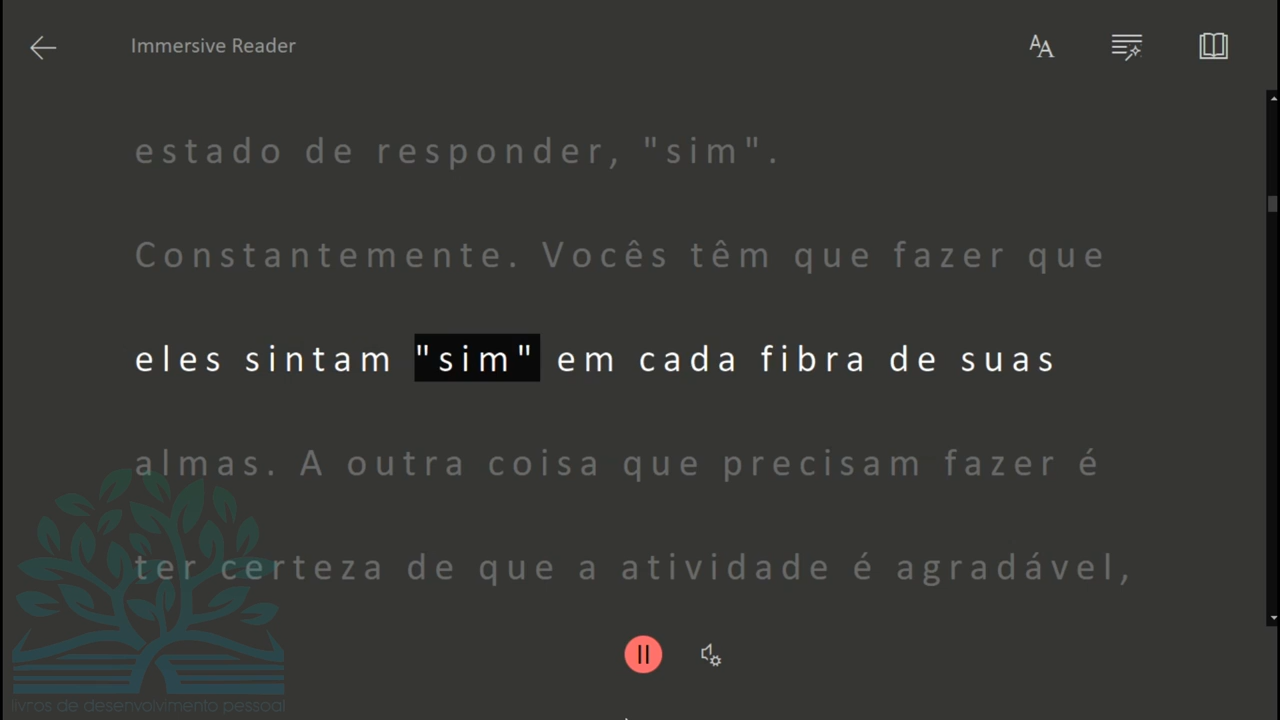 Immersive Reader
estado de responder, "sim".
Constantemente. Vocês têm que fazer que
eles sintam "sim" em cada fibra de suas
almas. A outra coisa que precisam fazer é
ter certeza de que a atividade é agradável,
livros de desenvolvimento pessoal